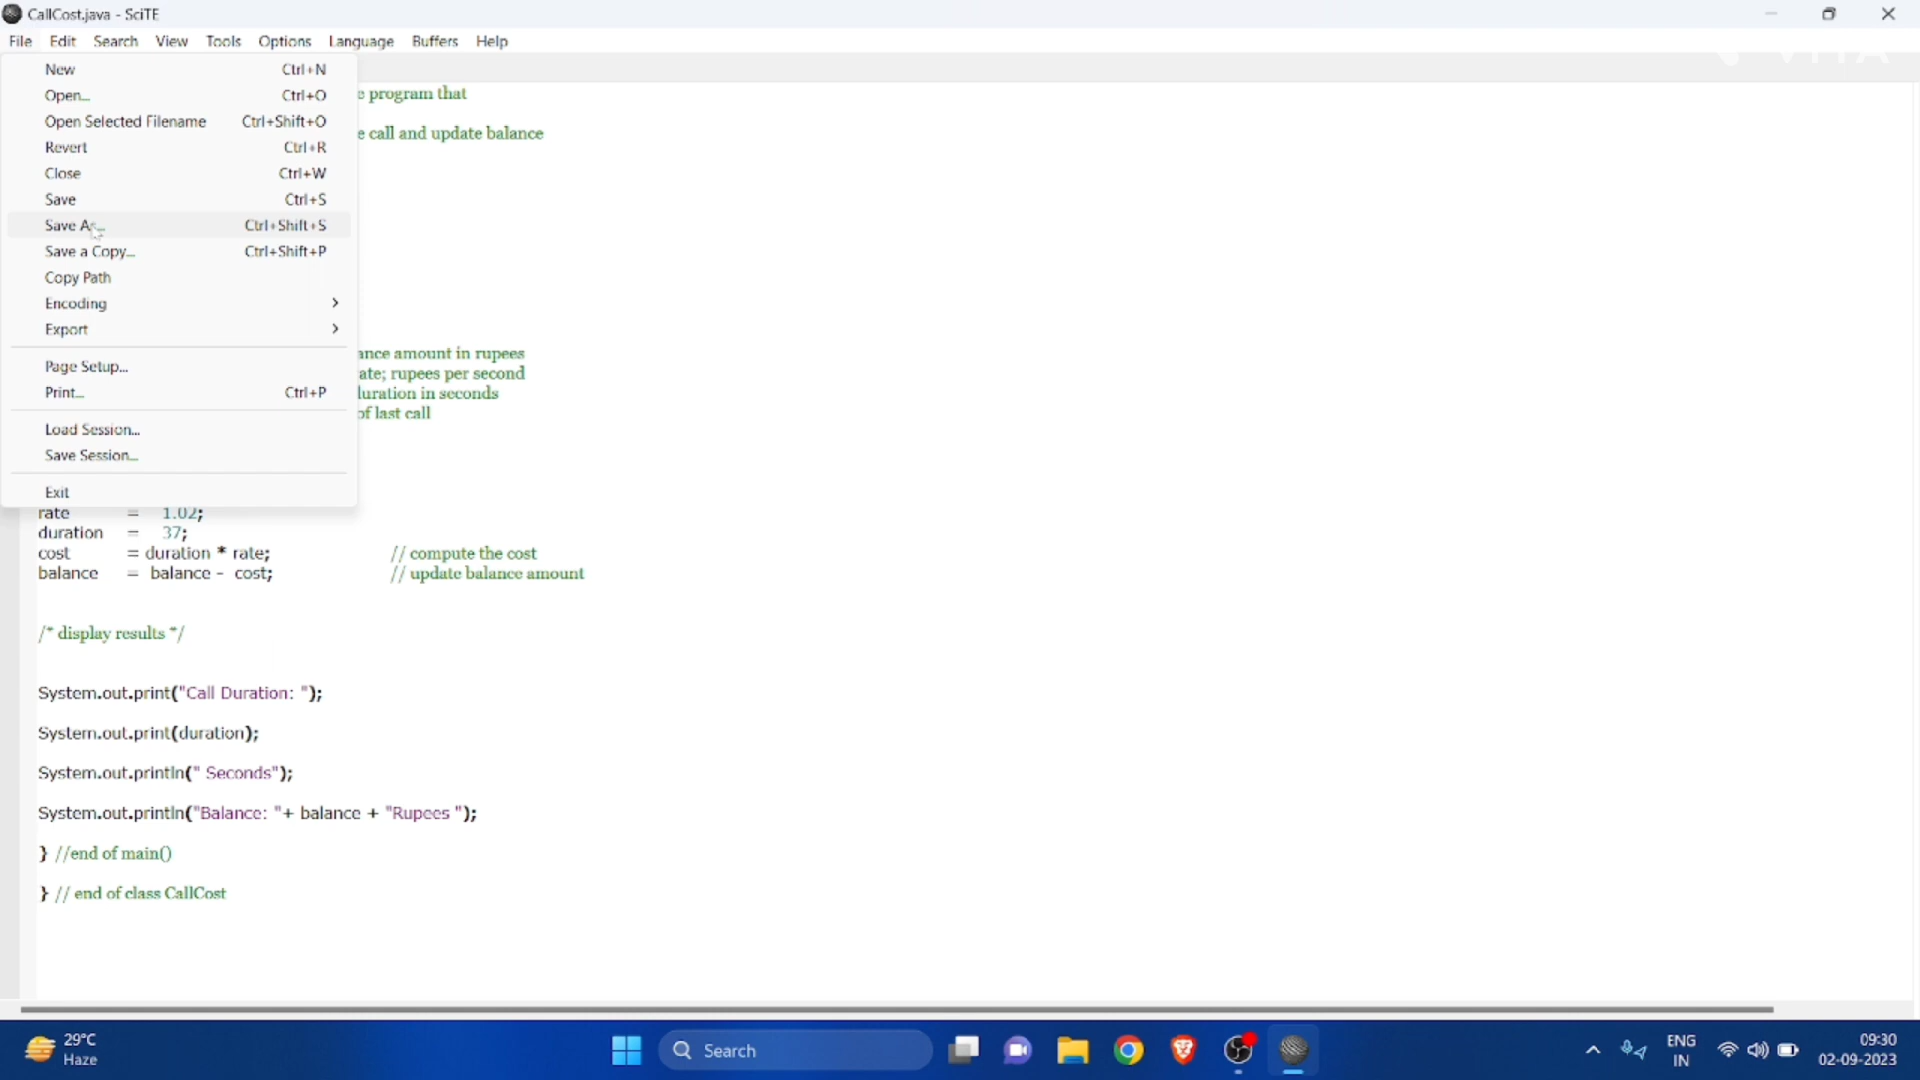 CallCost.java - SciTE
File Edit Search View Tools Options Language Buffers Help
New Ctrl+N
Open... Ctrl+O
Open Selected Filename Ctrl+Shift+O
Revert Ctrl+R
Close Ctrl+W
Save Ctrl+S
Save As... Ctrl+Shift+S
Save a Copy... Ctrl+Shift+P
Copy Path
Encoding
Export
Page Setup...
Print... Ctrl+P
Load Session...
Save Session...
Exit
e program that
e call and update balance
ance amount in rupees
ate; rupees per second
duration in seconds
of last call
rate = 1.02;
duration = 37;
cost = duration * rate; // compute the cost
balance = balance - cost; // update balance amount
/* display results */
System.out.print("Call Duration: ");
System.out.print(duration);
System.out.println(" Seconds");
System.out.println("Balance: "+ balance + "Rupees ");
} //end of main()
} // end of class CallCost
29°C
Haze
Search
ENG
IN
09:30
02-09-2023